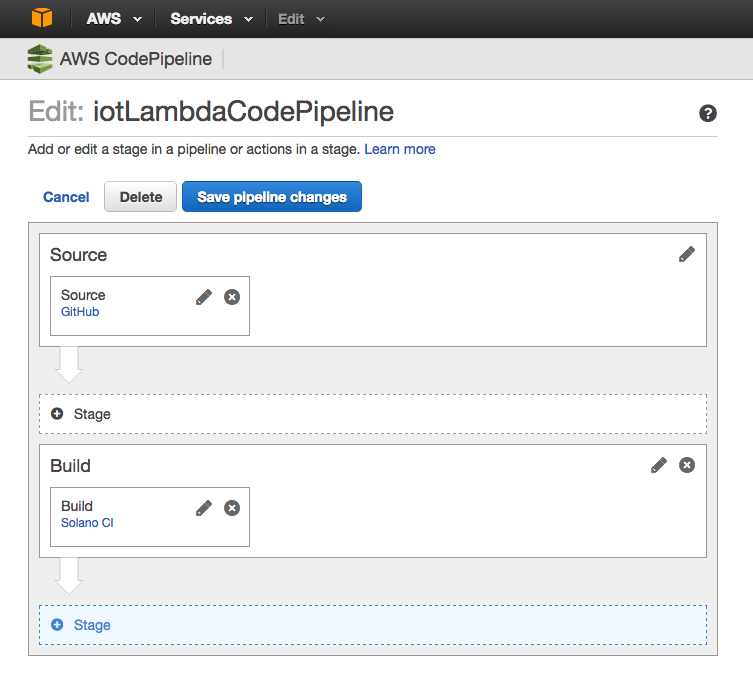 AWS Services Edit
AWS CodePipeline
Edit: iotLambdaCodePipeline
?
Add or edit a stage in a pipeline or actions in a stage. Learn more
Cancel Delete Save pipeline changes
Source
Source
GitHub
Stage
Build
Build
Solano CI
Stage